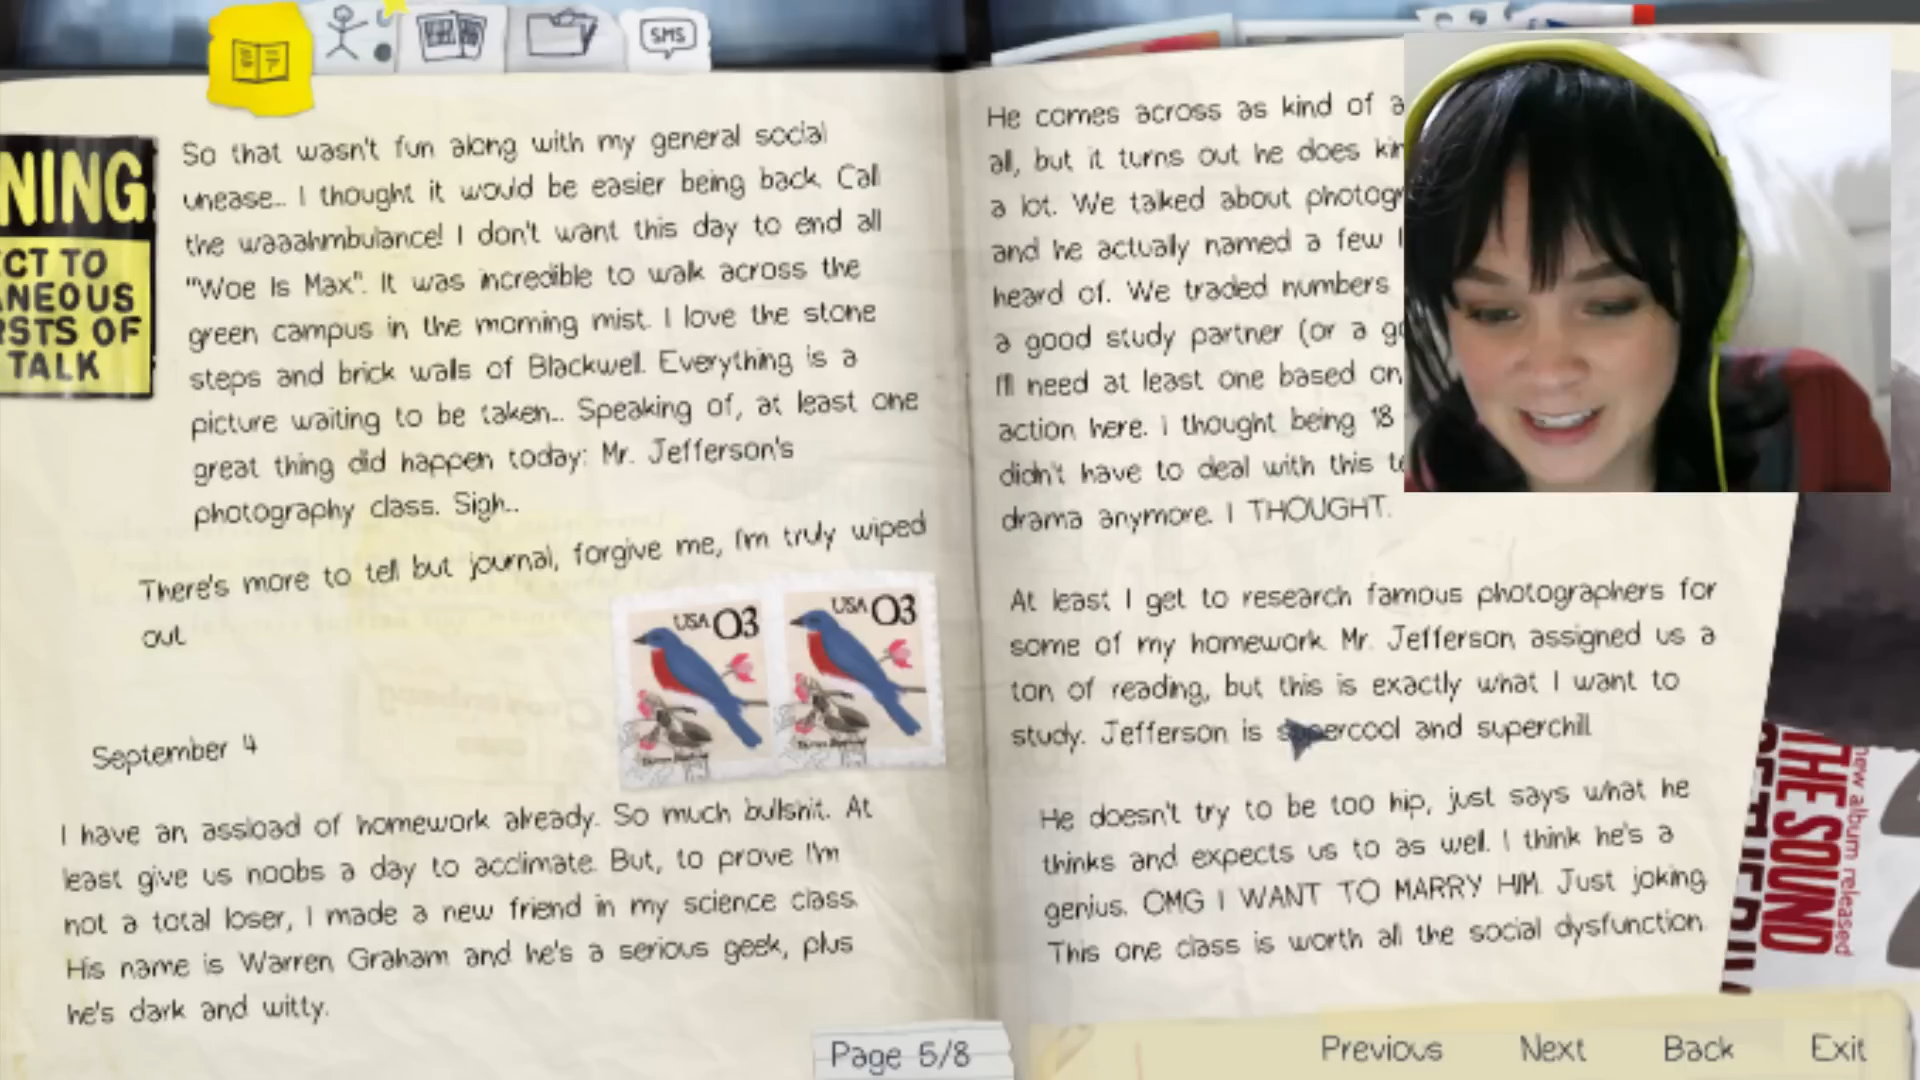 SMS
NING
CT TO
ANEOUS
RSTS OF
TALK
So that wasn't fun along with my general social
unease... I thought it would be easier being back. Call
the waaahmbulance! I don't want this day to end all
"Woe Is Max". It was incredible to walk across the
green campus in the morning mist. I love the stone
steps and brick walls of Blackwell. Everything is a
picture waiting to be taken... Speaking of, at least one
great thing did happen today: Mr. Jefferson's
photography class. Sigh...
There's more to tell but journal, forgive me, I'm truly wiped
out
USA 03
USA 03
September 4
I have an assload of homework already. So much bullshit. At
least give us noobs a day to acclimate. But, to prove I'm
not a total loser, I made a new friend in my science class.
His name is Warren Graham and he's a serious geek, plus
he's dark and witty.
He comes across as kind of a
all, but it turns out he does kin
a lot. We talked about photogr
and he actually named a few I
heard of. We traded numbers
a good study partner (or a go
I'll need at least one based on
action here. I thought being 18
didn't have to deal with this te
drama anymore. I THOUGHT.
At least I get to research famous photographers for
some of my homework. Mr. Jefferson assigned us a
ton of reading, but this is exactly what I want to
study. Jefferson is supercool and superchill.
He doesn't try to be too hip, just says what he
thinks and expects us to as well. I think he's a
genius. OMG I WANT TO MARRY HIM. Just joking.
This one class is worth all the social dysfunction.
new album released
THE SOUND
Page 5/8
Previous
Next
Back
Exit